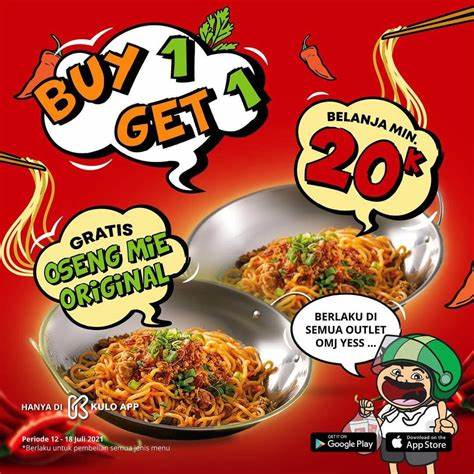 BUY 1
GET 1
BELANJA MIN.
20K
GRATIS
OSENG MiE
ORiGiNAL
BERLAKU DI
SEMUA OUTLET
OMJ YESS ...
HANYA DI KULO APP
Periode 12 - 18 Juli 2021
*Berlaku untuk pembelian semua jenis menu
GET IT ON
Google Play
Download on the
App Store